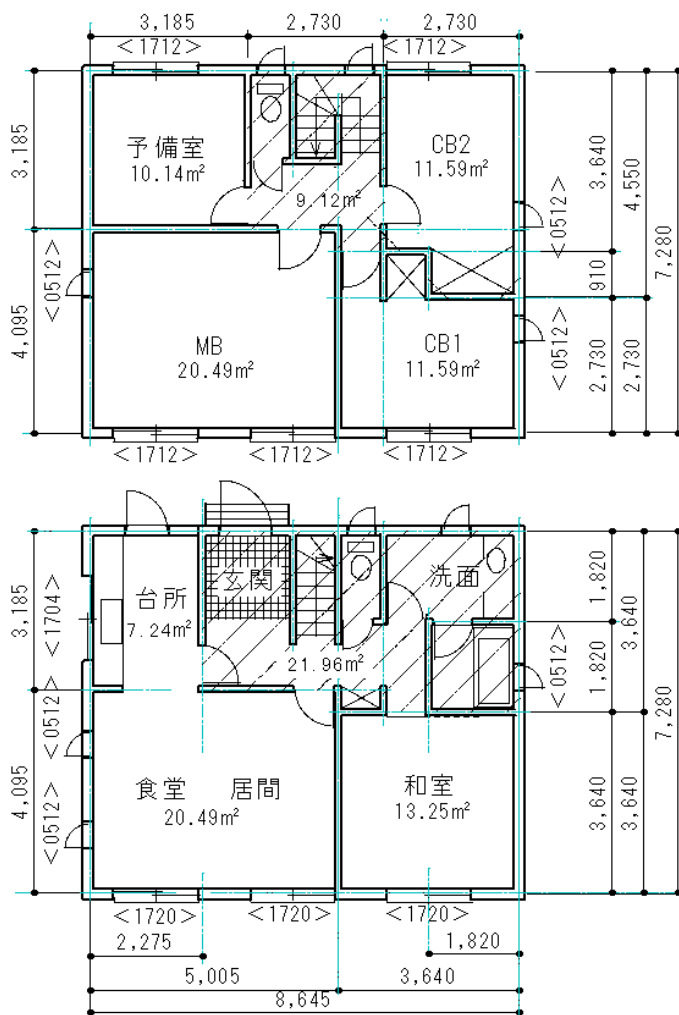 3,185
2,730
2,730
<1712>
<1712>
3,185
予備室
10.14m²
CB2
11.59m²
9.12m²
3,640
4,550
<0512>
7,280
<0512>
910
4,095
MB
20.49m²
CB1
11.59m²
<0512>
2,730
2,730
<1712>
<1712>
<1712>
3,185
<1704>
台所
7.24m²
玄関
洗面
1,820
3,640
21.96m²
<0512>
1,820
7,280
<0512>
4,095
<0512>
食堂 居間
20.49m²
和室
13.25m²
3,640
3,640
<1720>
<1720>
<1720>
2,275
1,820
5,005
3,640
8,645